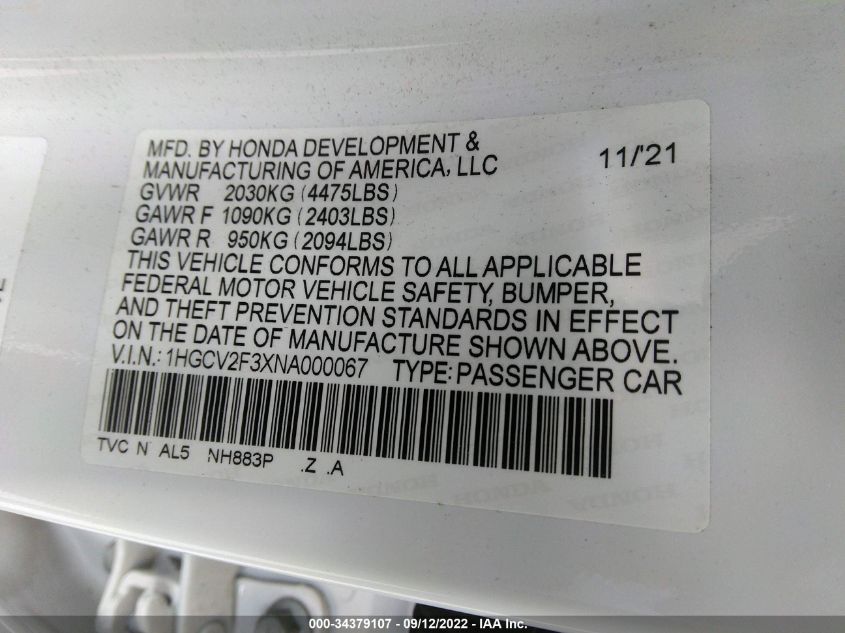 MFD. BY HONDA DEVELOPMENT &
MANUFACTURING OF AMERICA, LLC 11/'21
GVWR 2030KG (4475LBS)
GAWR F 1090KG (2403LBS)
GAWR R 950KG (2094LBS)
THIS VEHICLE CONFORMS TO ALL APPLICABLE
FEDERAL MOTOR VEHICLE SAFETY, BUMPER,
AND THEFT PREVENTION STANDARDS IN EFFECT
ON THE DATE OF MANUFACTURE SHOWN ABOVE.
V.I.N.: 1HGCV2F3XNA000067 TYPE: PASSENGER CAR
TVC N AL5 NH883P .Z .A
000-34379107 - 09/12/2022 - IAA Inc.